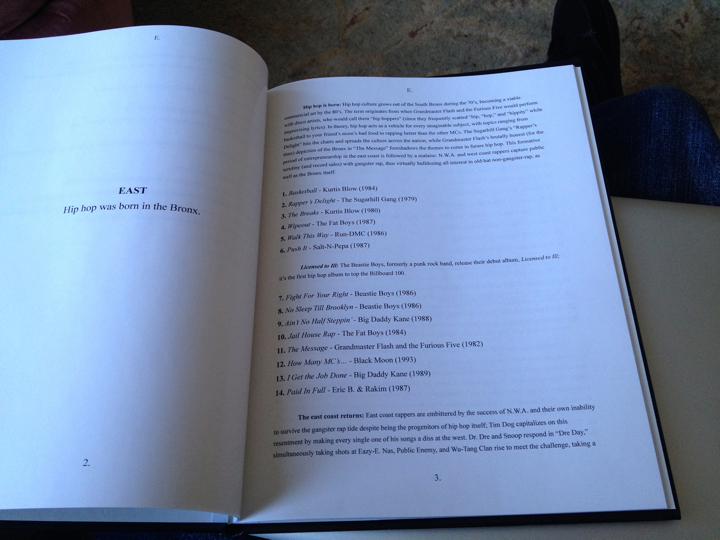 E.
EAST
Hip hop was born in the Bronx.
2.
E.
Hip hop is born: Hip hop culture grows out of the South Bronx during the 70's, becoming a viable
commercial art by the 80's. The term originates from when Grandmaster Flash and the Furious Five would perform
with disco artists, who would call them "hip hoppers" (since they frequently scatted "hip, "hop," and "hippity" while
improvising lyrics). In theory, hip hop acts as a vehicle for every imaginable subject, with topics ranging from
basketball to your friend's mom's bad food to rapping better than the other MCs. The Sugarhill Gang's "Rapper's
Delight" hits the charts and spreads the culture across the nation, while Grandmaster Flash's brutally honest (for the
time) depiction of the Bronx in "The Message" foreshadows the themes to come in future hip hop. This formative
period of entrepreneurship in the east coast is followed by a malaise: N.W.A. and west coast rappers capture public
scrutiny (and record sales) with gangster rap, thus virtually bulldozing all interest in old hat non-gangster-rap, as
well as the Bronx itself.
1. Basketball - Kurtis Blow (1984)
2. Rapper's Delight - The Sugarhill Gang (1979)
3. The Breaks - Kurtis Blow (1980)
4. Wipeout - The Fat Boys (1987)
5. Walk This Way - Run-DMC (1986)
6. Push It - Salt-N-Pepa (1987)
Licensed to Ill: The Beastie Boys, formerly a punk rock band, release their debut album, Licensed to Ill;
it's the first hip hop album to top the Billboard 100.
7. Fight For Your Right - Beastie Boys (1986)
8. No Sleep Till Brooklyn - Beastie Boys (1986)
9. Ain't No Half Steppin' - Big Daddy Kane (1988)
10. Jail House Rap - The Fat Boys (1984)
11. The Message - Grandmaster Flash and the Furious Five (1982)
12. How Many MC's... - Black Moon (1993)
13. I Get the Job Done - Big Daddy Kane (1989)
14. Paid In Full - Eric B. & Rakim (1987)
The east coast returns: East coast rappers are embittered by the success of N.W.A. and their own inability
to survive the gangster rap tide despite being the progenitors of hip hop itself; Tim Dog capitalizes on this
resentment by making every single one of his songs a diss at the west. Dr. Dre and Snoop respond in "Dre Day,"
simultaneously taking shots at Eazy-E. Nas, Public Enemy, and Wu-Tang Clan rise to meet the challenge, taking a
3.